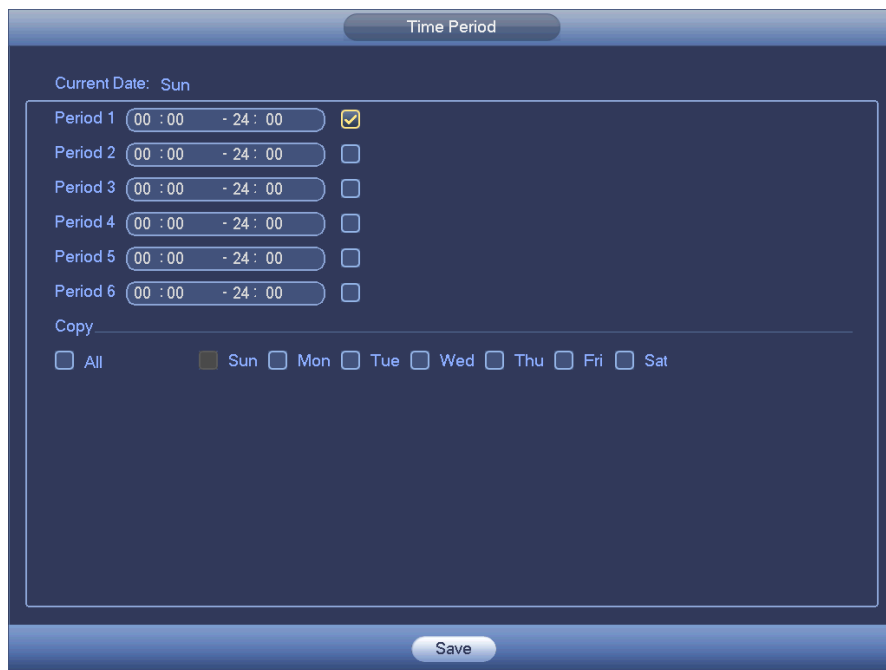 Time Period
Current Date: Sun
Period 1 00 :00 - 24 : 00
Period 2 00 :00 - 24 : 00
Period 3 00 :00 - 24 : 00
Period 4 00 :00 - 24 : 00
Period 5 00 :00 - 24 : 00
Period 6 00 :00 - 24 : 00
Copy
All Sun Mon Tue Wed Thu Fri Sat
Save